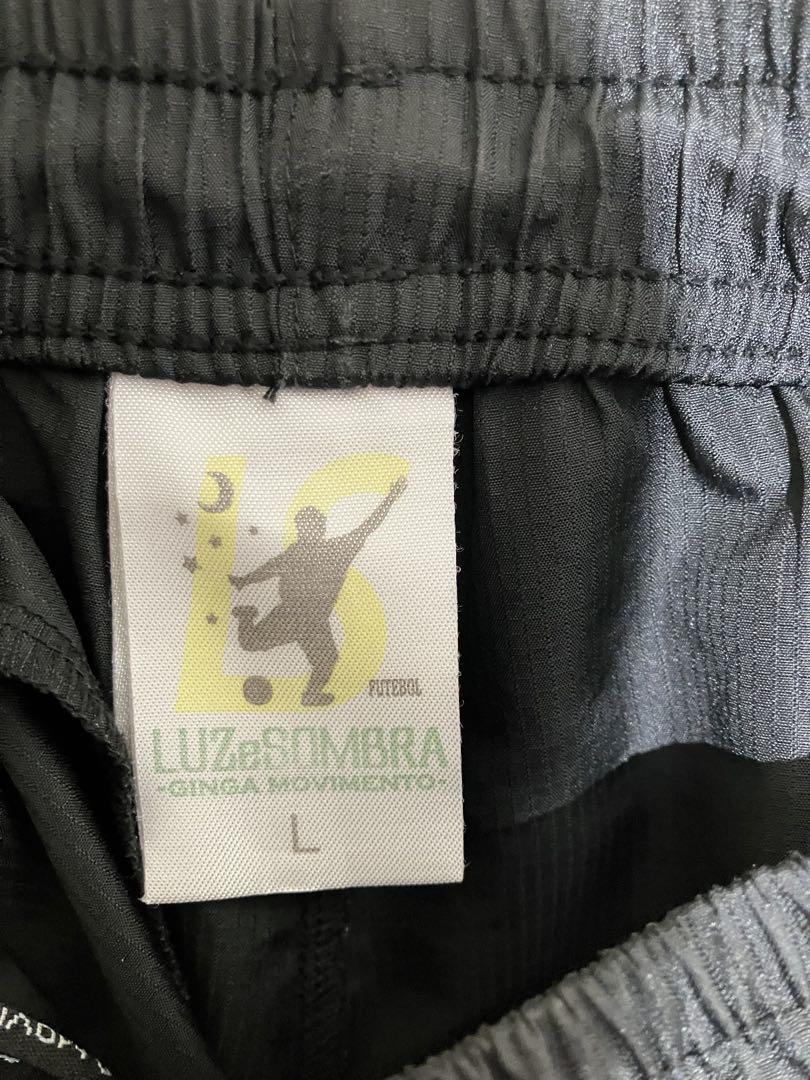 LS
FUTEBOL
LUZeSOMBRA
-GINGA MOVIMENTO-
L